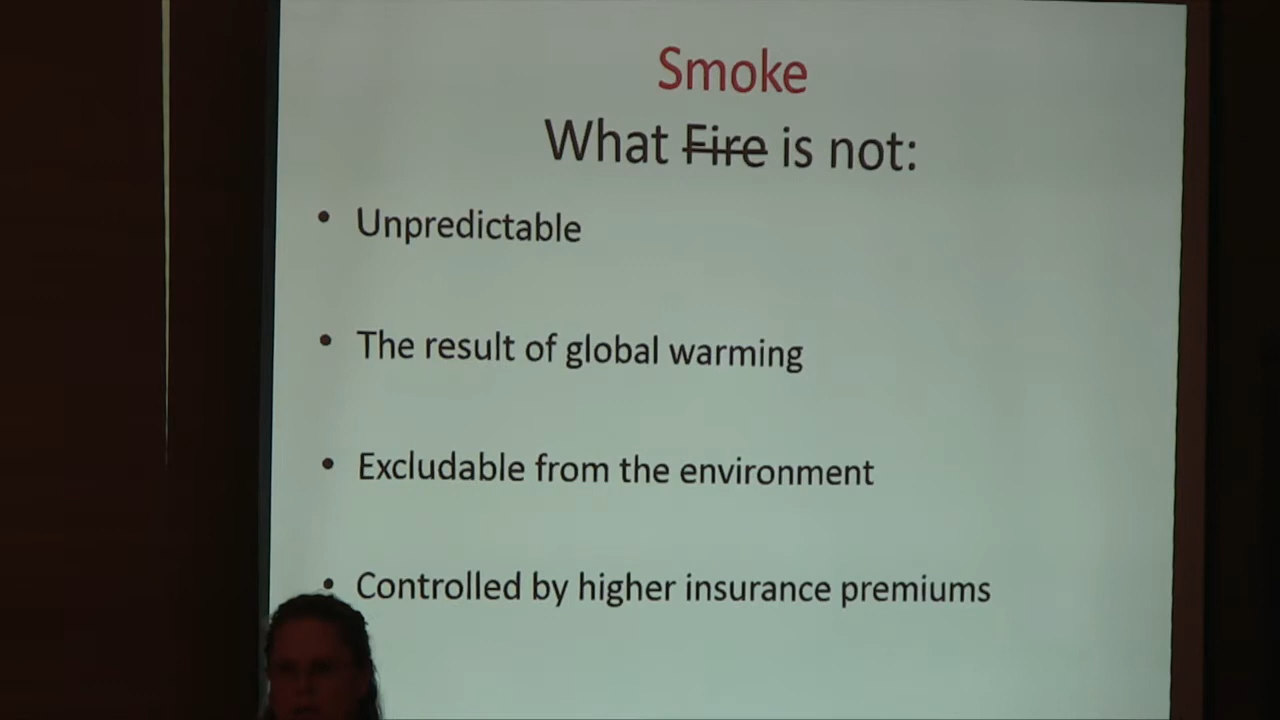 Smoke
What Fire is not:
• Unpredictable
• The result of global warming
• Excludable from the environment
• Controlled by higher insurance premiums